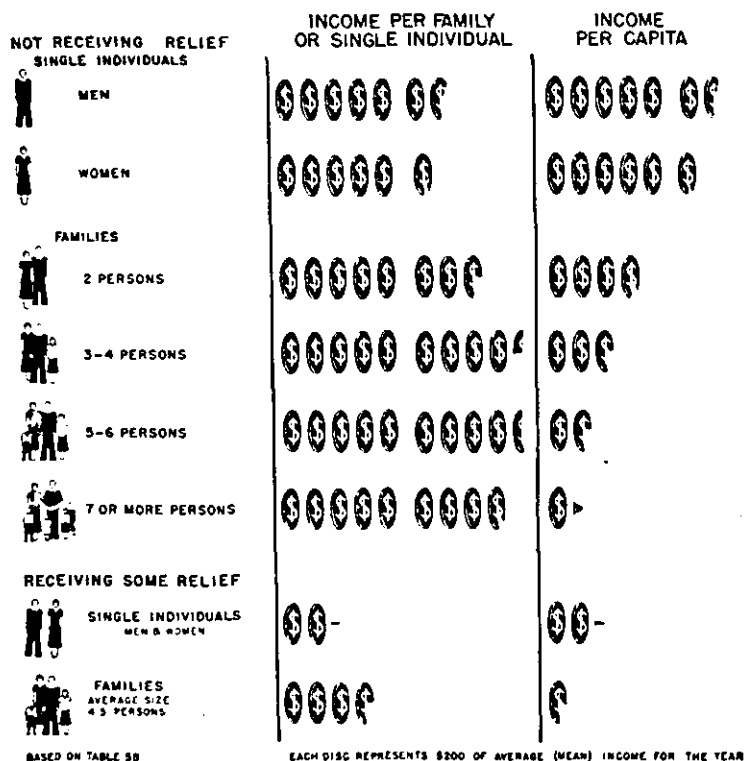 INCOME PER FAMILY
OR SINGLE INDIVIDUAL
INCOME
PER CAPITA
NOT RECEIVING RELIEF
SINGLE INDIVIDUALS
MEN
WOMEN
FAMILIES
2 PERSONS
3-4 PERSONS
5-6 PERSONS
7 OR MORE PERSONS
RECEIVING SOME RELIEF
SINGLE INDIVIDUALS
MEN & WOMEN
FAMILIES
AVERAGE SIZE
4.5 PERSONS
BASED ON TABLE 5B
EACH DISC REPRESENTS $200 OF AVERAGE (MEAN) INCOME FOR THE YEAR